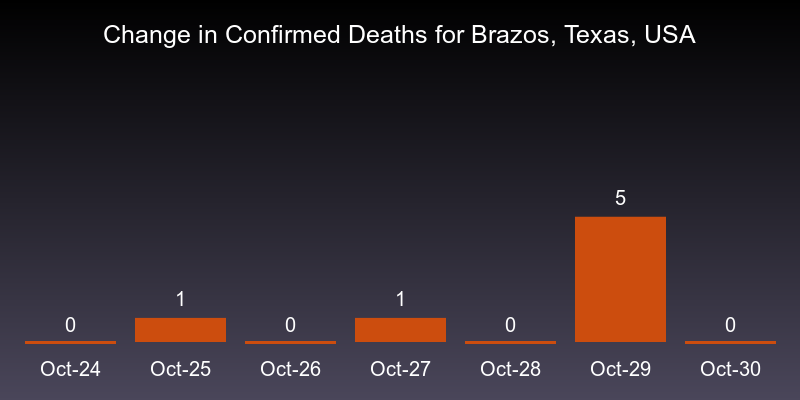 Change in Confirmed Deaths for Brazos, Texas, USA
5
1 1
0 0 0 0
Oct-24 Oct-25 Oct-26 Oct-27 Oct-28 Oct-29 Oct-30